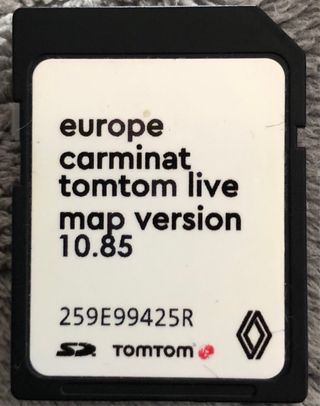 europe
carminat
tomtom live
map version
10.85
259E99425R
SD TOMTOM